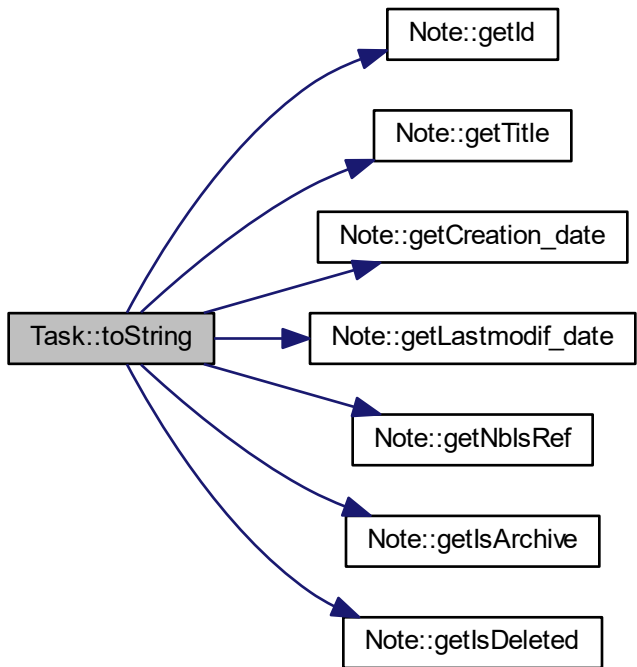 Note::getId
Note::getTitle
Note::getCreation_date
Task::toString
Note::getLastmodif_date
Note::getNbIsRef
Note::getIsArchive
Note::getIsDeleted